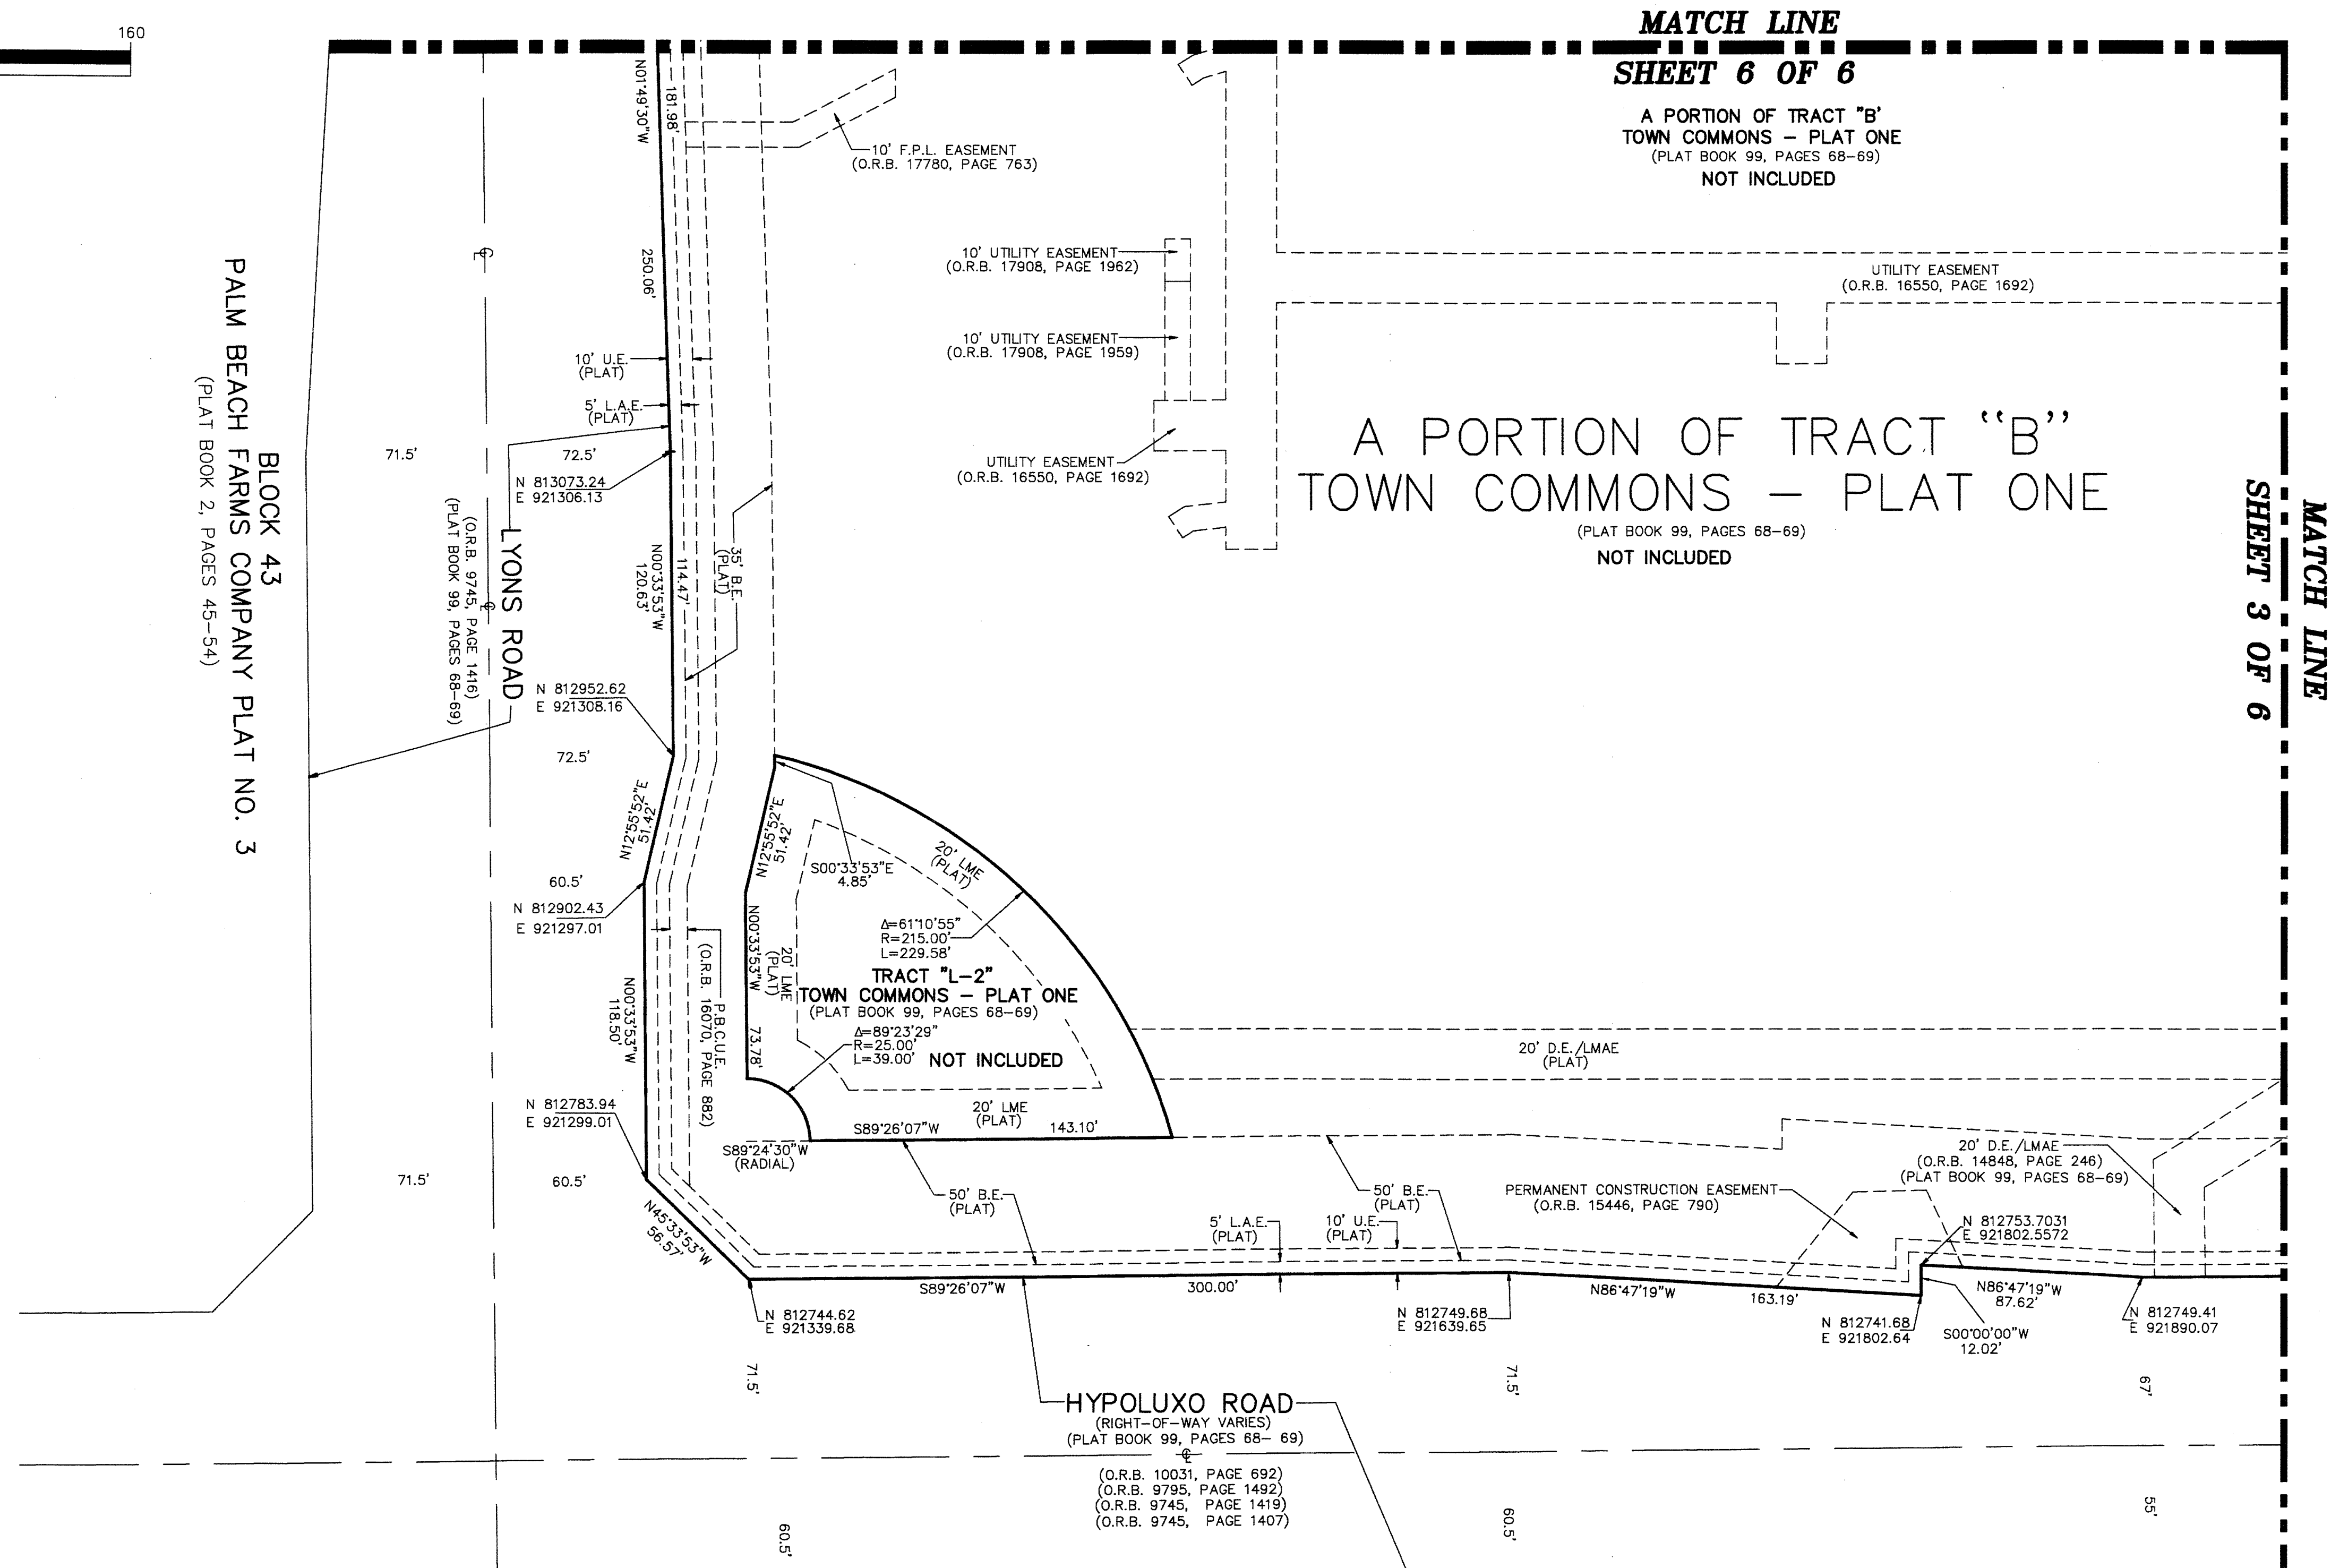 160
MATCH LINE
SHEET 6 OF 6
A PORTION OF TRACT "B'
TOWN COMMONS – PLAT ONE
(PLAT BOOK 99, PAGES 68–69)
NOT INCLUDED
N01°49'30"W
181.98'
250.06'
10' F.P.L. EASEMENT
(O.R.B. 17780, PAGE 763)
10' UTILITY EASEMENT
(O.R.B. 17908, PAGE 1962)
10' UTILITY EASEMENT
(O.R.B. 17908, PAGE 1959)
UTILITY EASEMENT
(O.R.B. 16550, PAGE 1692)
UTILITY EASEMENT
(O.R.B. 16550, PAGE 1692)
A PORTION OF TRACT "B"
TOWN COMMONS – PLAT ONE
(PLAT BOOK 99, PAGES 68–69)
NOT INCLUDED
MATCH LINE
SHEET 3 OF 6
BLOCK 43
PALM BEACH FARMS COMPANY PLAT NO. 3
(PLAT BOOK 2, PAGES 45–54)
10' U.E.
(PLAT)
5' L.A.E.
(PLAT)
71.5'
72.5'
N 813073.24
E 921306.13
LYONS ROAD
(O.R.B. 9745, PAGE 1416)
(PLAT BOOK 99, PAGES 68–69)
N00°33'53"W
120.63'
114.47'
35' B.E.
(PLAT)
N 812952.62
E 921308.16
72.5'
N12°55'52"E
51.42'
N12°55'52"E
51.42'
S00°33'53"E
4.85'
20' LME
(PLAT)
60.5'
N 812902.43
E 921297.01
Δ=61°10'55"
R=215.00'
L=229.58'
TRACT "L–2"
TOWN COMMONS – PLAT ONE
(PLAT BOOK 99, PAGES 68–69)
Δ=89°23'29"
R=25.00'
L=39.00'
NOT INCLUDED
N00°33'53"W
73.78'
20' LME
(PLAT)
P.B.C.U.E.
(O.R.B. 16070, PAGE 882)
N00°33'53"W
118.50'
N 812783.94
E 921299.01
20' LME
(PLAT)
S89°26'07"W
143.10'
S89°24'30"W
(RADIAL)
71.5'
60.5'
N45°33'53"W
56.57'
50' B.E.
(PLAT)
50' B.E.
(PLAT)
5' L.A.E.
(PLAT)
10' U.E.
(PLAT)
20' D.E./LMAE
(PLAT)
20' D.E./LMAE
(O.R.B. 14848, PAGE 246)
(PLAT BOOK 99, PAGES 68–69)
PERMANENT CONSTRUCTION EASEMENT
(O.R.B. 15446, PAGE 790)
N 812753.7031
E 921802.5572
S89°26'07"W
300.00'
N86°47'19"W
163.19'
N86°47'19"W
87.62'
N 812744.62
E 921339.68
N 812749.68
E 921639.65
N 812741.68
E 921802.64
S00°00'00"W
12.02'
N 812749.41
E 921890.07
71.5'
71.5'
67'
HYPOLUXO ROAD
(RIGHT–OF–WAY VARIES)
(PLAT BOOK 99, PAGES 68– 69)
(O.R.B. 10031, PAGE 692)
(O.R.B. 9795, PAGE 1492)
(O.R.B. 9745, PAGE 1419)
(O.R.B. 9745, PAGE 1407)
60.5'
60.5'
55'